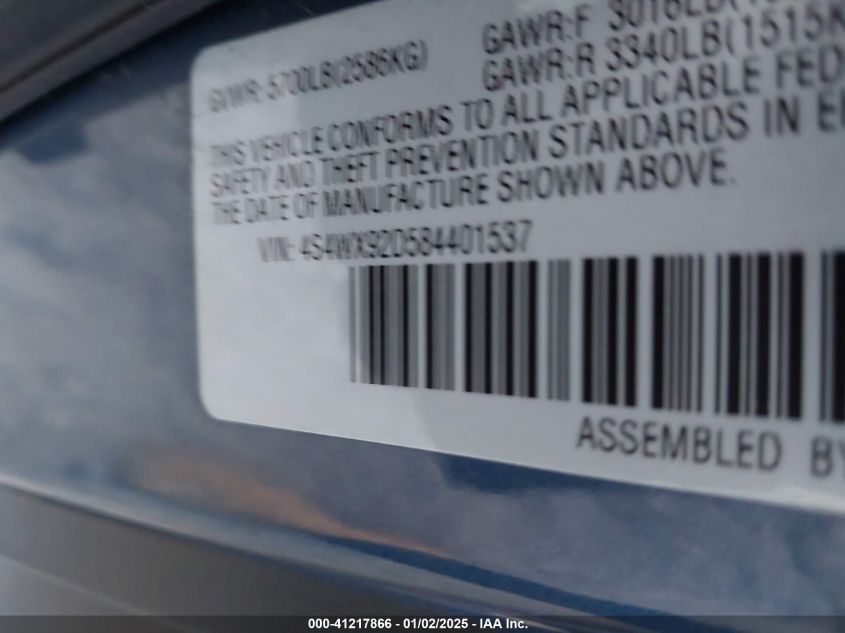 GVWR: 5700LB(2586KG)
GAWR:F 3016LB(
GAWR:R 3340LB(1515K
THIS VEHICLE CONFORMS TO ALL APPLICABLE FED
SAFETY AND THEFT PREVENTION STANDARDS IN E
THE DATE OF MANUFACTURE SHOWN ABOVE.
VIN: 4S4WX92D584401537
ASSEMBLED BY
000-41217866 - 01/02/2025 - IAA Inc.